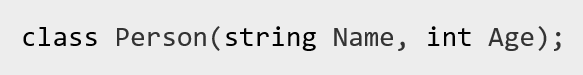 class Person(string Name, int Age);